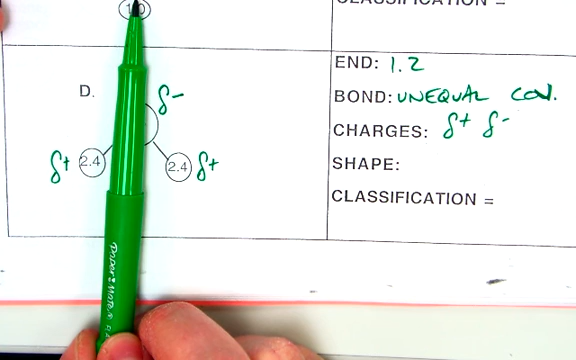 CLASSIFICATION =
END: 1.2
D.
δ-
BOND: UNEQUAL COV.
CHARGES: δ+ δ-
δ+ 2.4 2.4 δ+
SHAPE:
CLASSIFICATION =